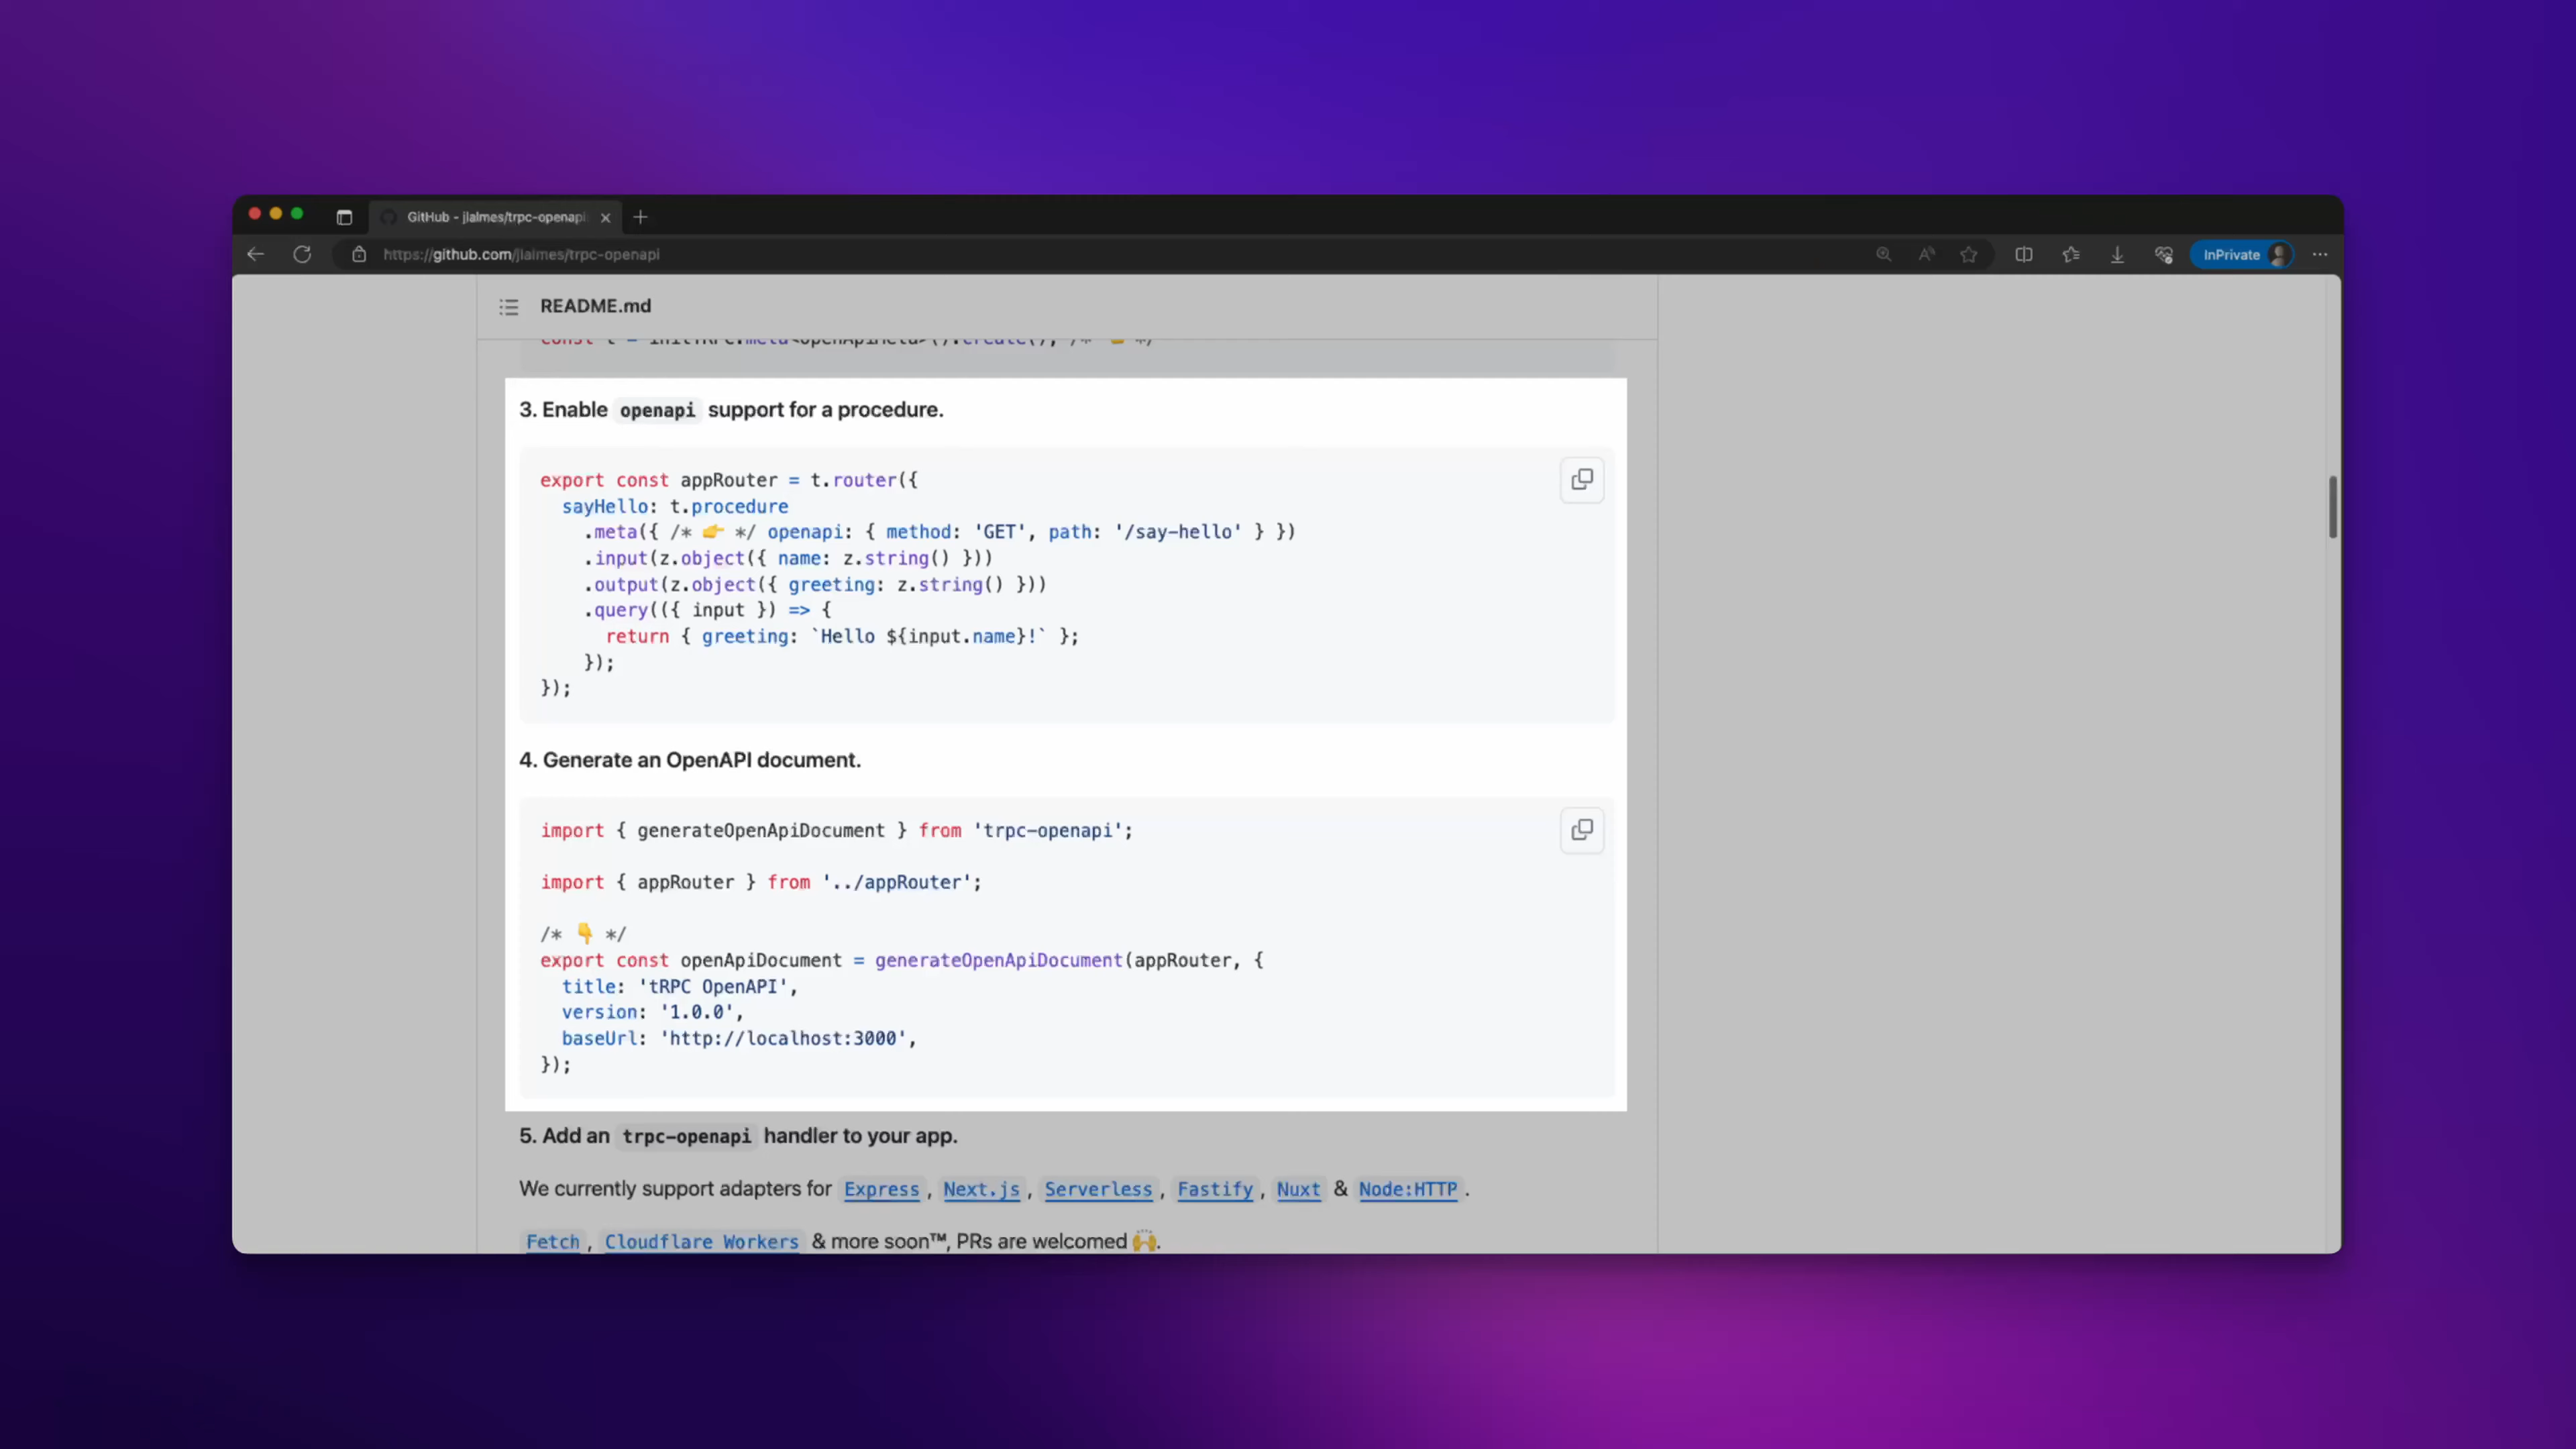 GitHub - jlalmes/trpc-openapi
https://github.com/jlalmes/trpc-openapi
InPrivate
README.md
const t = initTRPC.meta<OpenApiMeta>().create(); /* 👈 */
3. Enable openapi support for a procedure.
export const appRouter = t.router({
  sayHello: t.procedure
    .meta({ /* 👉 */ openapi: { method: 'GET', path: '/say-hello' } })
    .input(z.object({ name: z.string() }))
    .output(z.object({ greeting: z.string() }))
    .query(({ input }) => {
      return { greeting: `Hello ${input.name}!` };
    });
});
4. Generate an OpenAPI document.
import { generateOpenApiDocument } from 'trpc-openapi';
import { appRouter } from '../appRouter';
/* 👇 */
export const openApiDocument = generateOpenApiDocument(appRouter, {
  title: 'tRPC OpenAPI',
  version: '1.0.0',
  baseUrl: 'http://localhost:3000',
});
5. Add an trpc-openapi handler to your app.
We currently support adapters for Express, Next.js, Serverless, Fastify, Nuxt & Node:HTTP.
Fetch, Cloudflare Workers & more soon™, PRs are welcomed 🙌.